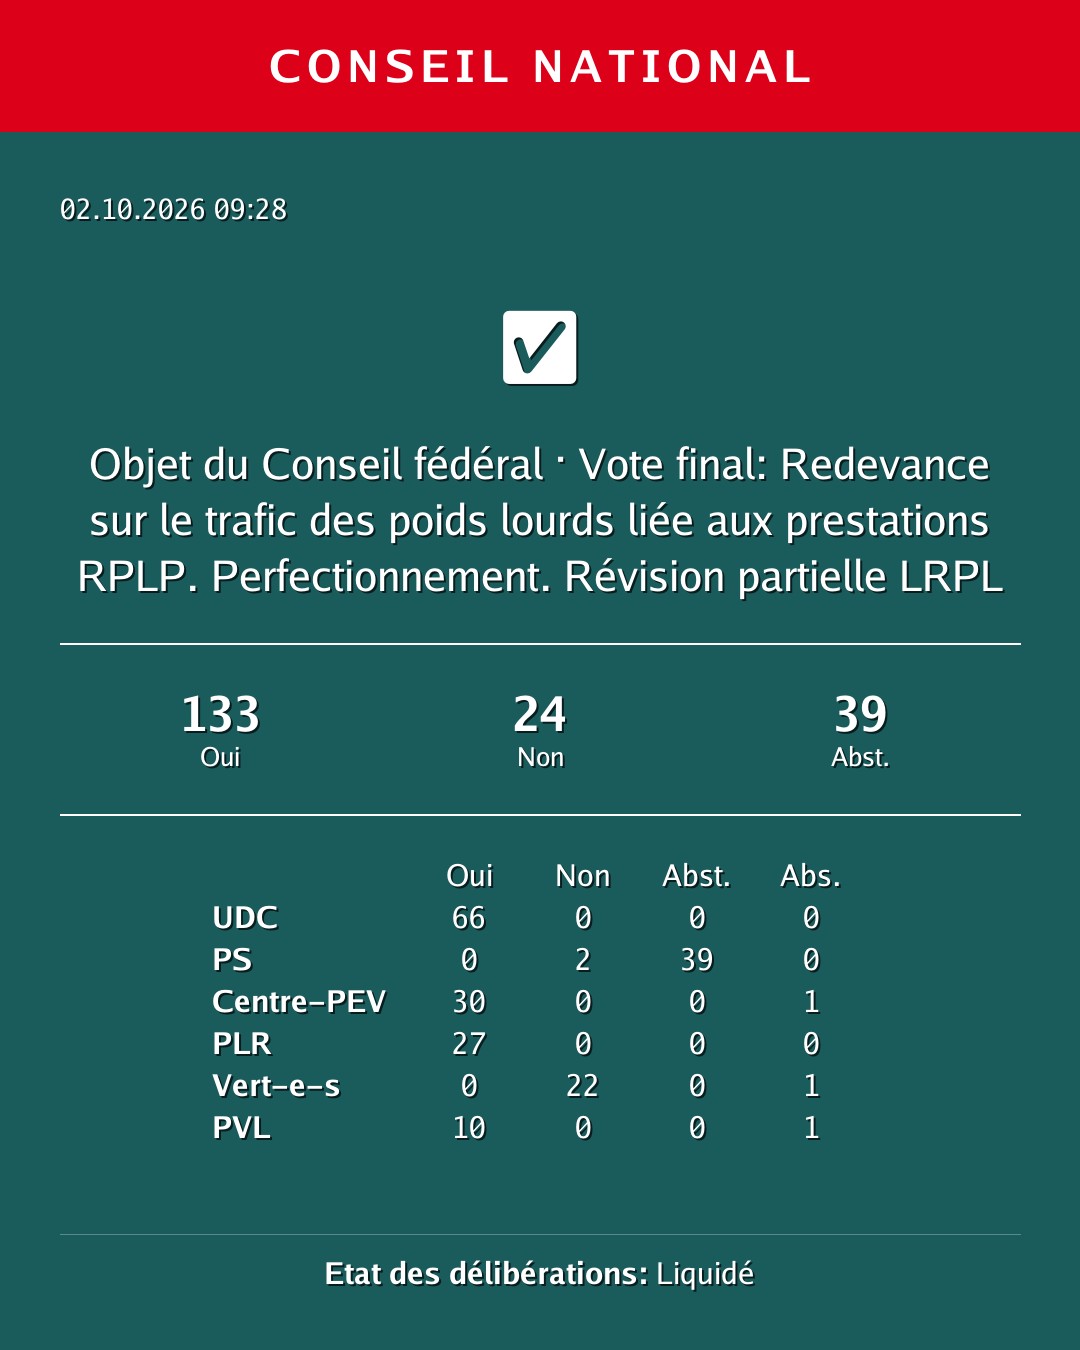 CONSEIL NATIONAL
02.10.2026 09:28
Objet du Conseil fédéral · Vote final: Redevance
sur le trafic des poids lourds liée aux prestations
RPLP. Perfectionnement. Révision partielle LRPL
133 24 39
Oui Non Abst.
Oui Non Abst. Abs.
UDC 66 0 0 0
PS 0 2 39 0
Centre-PEV 30 0 0 1
PLR 27 0 0 0
Vert-e-s 0 22 0 1
PVL 10 0 0 1
Etat des délibérations: Liquidé